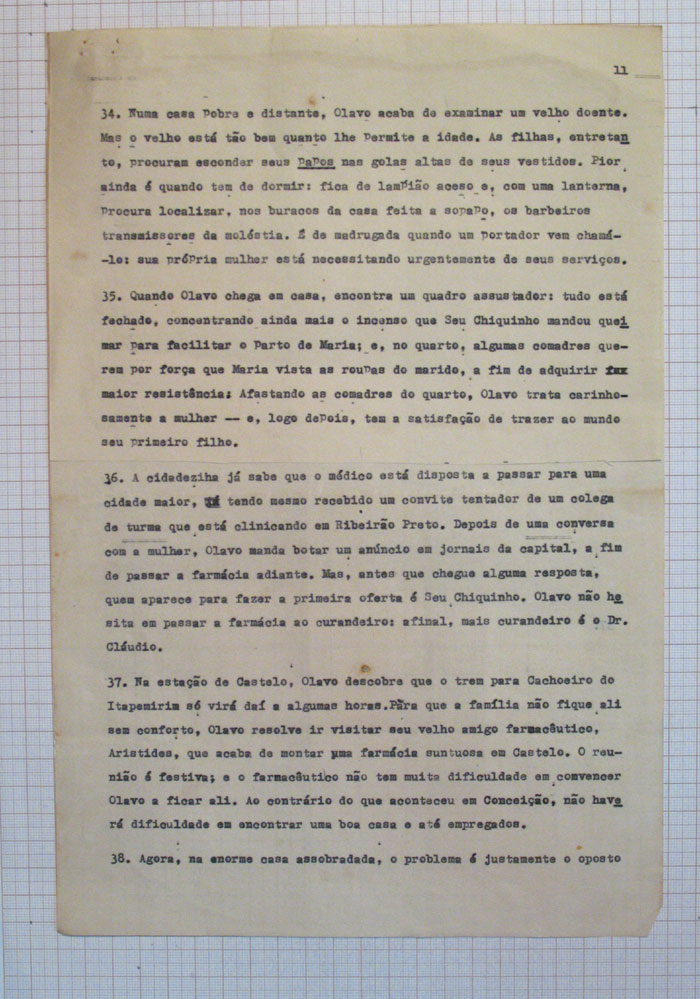 11
34. Numa casa pobre e distante, Olavo acaba de examinar um velho doente.
Mas o velho está tão bem quanto lhe permite a idade. As filhas, entretan
to, procuram esconder seus papos nas golas altas de seus vestidos. Pior
ainda é quando tem de dormir: fica de lampião aceso e, com uma lanterna,
procura localizar, nos buracos da casa feita a sopapo, os barbeiros
transmissores da moléstia. É de madrugada quando um portador vem chamá-
-lo: sua própria mulher está necessitando urgentemente de seus serviços.
35. Quando Olavo chega em casa, encontra um quadro assustador: tudo está
fechado, concentrando ainda mais o incenso que Seu Chiquinho mandou quei
mar para facilitar o parto de Maria; e, no quarto, algumas comadres que-
rem por força que Maria vista as roupas do marido, a fim de adquirir
maior resistência: Afastando as comadres do quarto, Olavo trata carinho-
samente a mulher -- e, logo depois, tem a satisfação de trazer ao mundo
seu primeiro filho.
36. A cidadeziha já sabe que o médico está disposta a passar para uma
cidade maior, tendo mesmo recebido um convite tentador de um colega
de turma que está clinicando em Ribeirão Preto. Depois de uma conversa
com a mulher, Olavo manda botar um anúncio em jornais da capital, a fim
de passar a farmácia adiante. Mas, antes que chegue alguma resposta,
quem aparece para fazer a primeira oferta é Seu Chiquinho. Olavo não he
sita em passar a farmácia ao curandeiro: afinal, mais curandeiro é o Dr.
Cláudio.
37. Na estação de Castelo, Olavo descobre que o trem para Cachoeiro do
Itapemirim só virá daí a algumas horas.Para que a família não fique ali
sem conforto, Olavo resolve ir visitar seu velho amigo farmacêutico,
Aristides, que acaba de montar uma farmácia suntuosa em Castelo. O reu-
nião é festiva; e o farmacêutico não tem muita dificuldade em convencer
Olavo a ficar ali. Ao contrário do que aconteceu em Conceição, não have
rá dificuldade em encontrar uma boa casa e até empregados.
38. Agora, na enorme casa assobradada, o problema é justamente o oposto